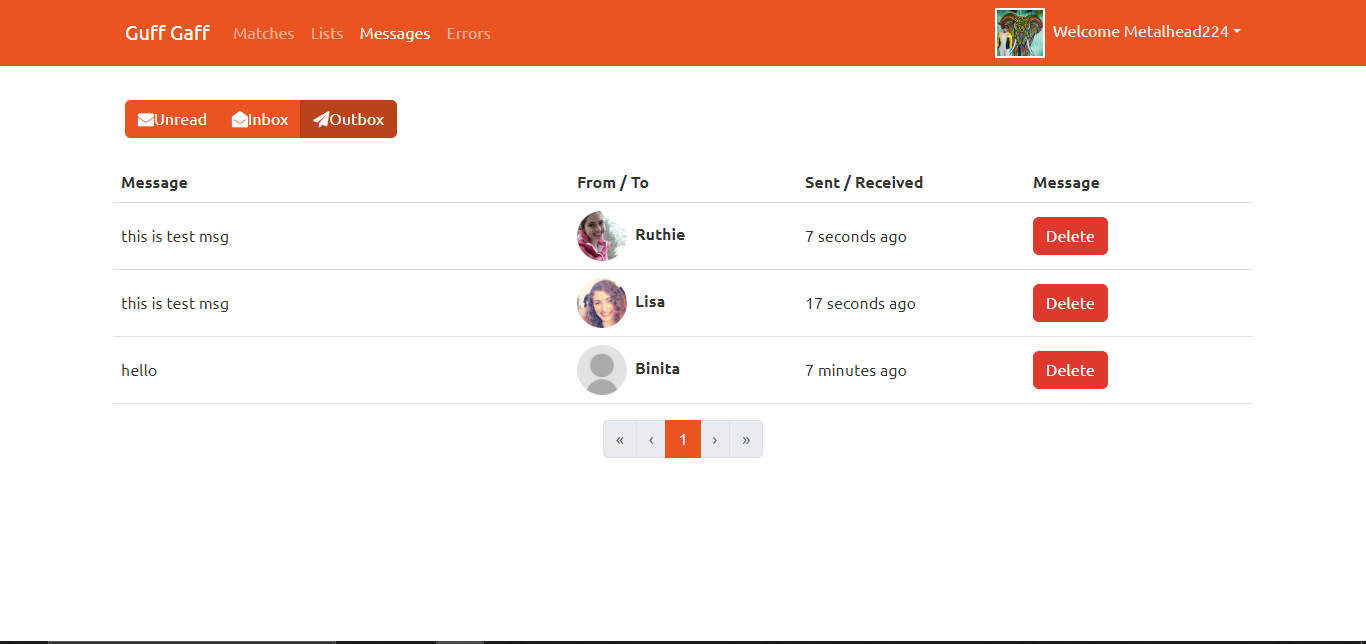 Guff Gaff Matches Lists Messages Errors Welcome Metalhead224
Unread Inbox Outbox
Message From / To Sent / Received Message
this is test msg Ruthie 7 seconds ago Delete
this is test msg Lisa 17 seconds ago Delete
hello Binita 7 minutes ago Delete
« ‹ 1 › »